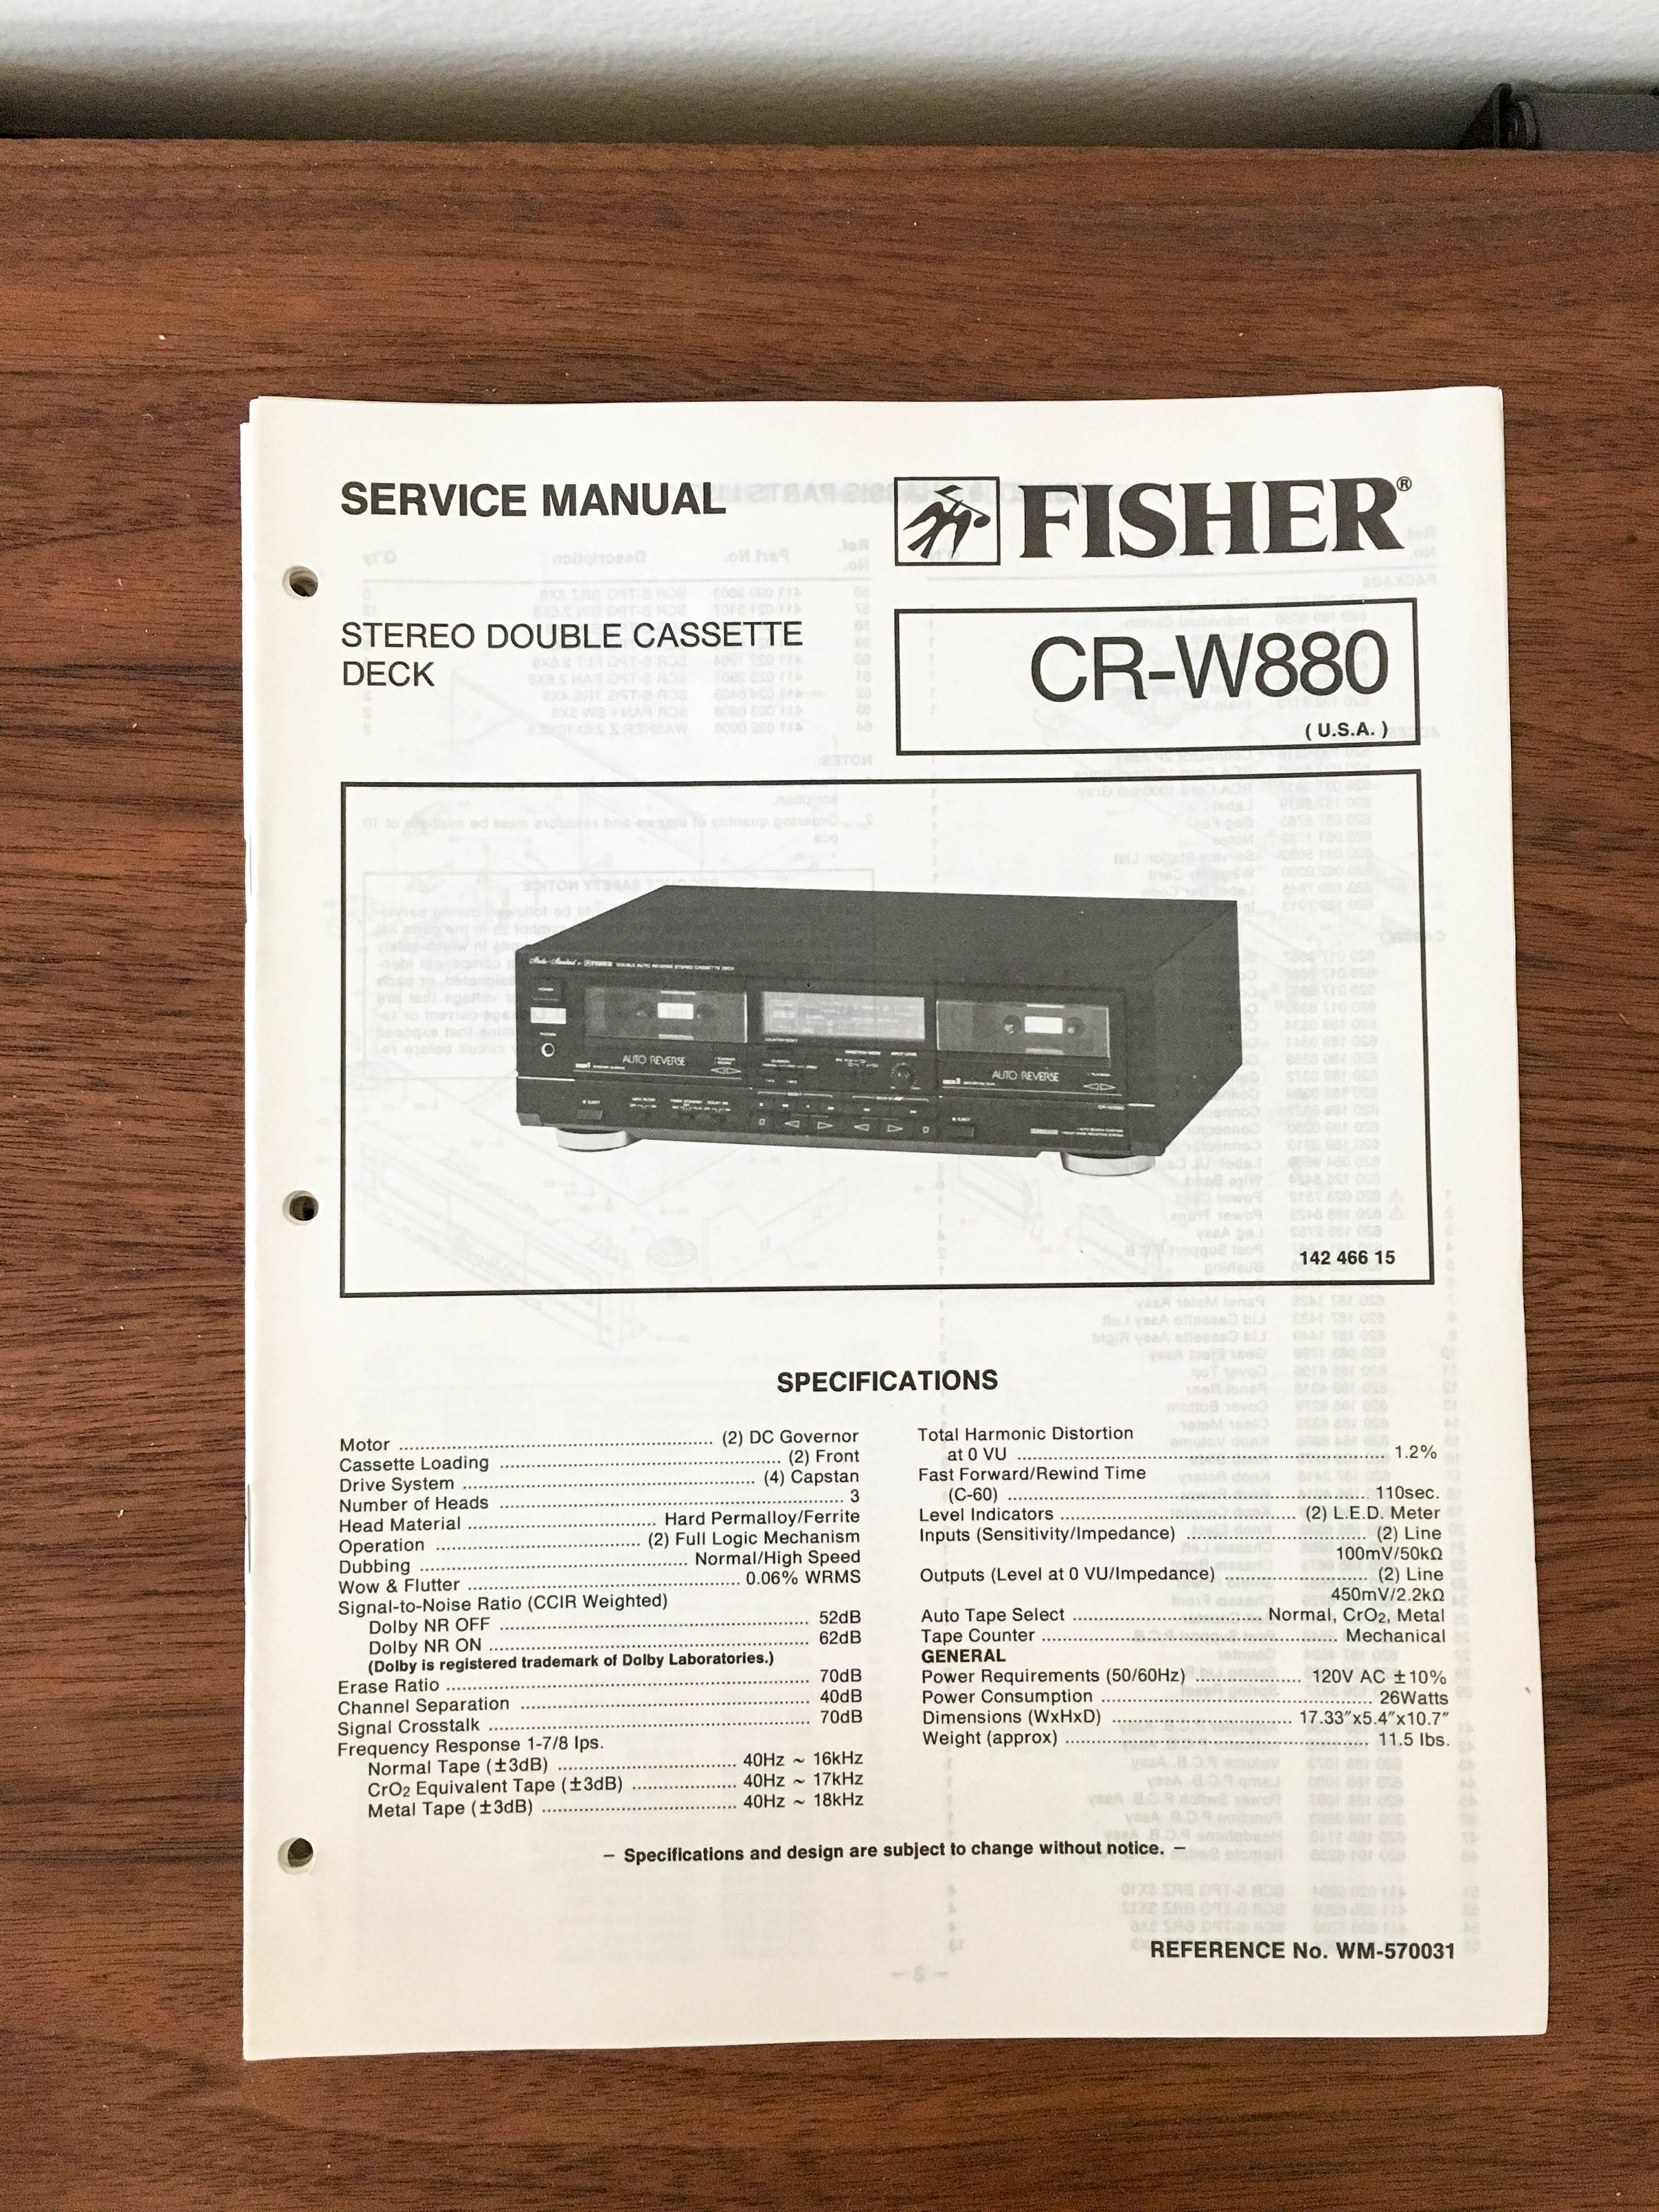 SERVICE MANUAL
FISHER®
STEREO DOUBLE CASSETTE
DECK
CR-W880
( U.S.A. )
FISHER DOUBLE AUTO REVERSE STEREO CASSETTE DECK
AUTO REVERSE
AUTO REVERSE
142 466 15
SPECIFICATIONS
Motor ........ (2) DC Governor
Cassette Loading ........ (2) Front
Drive System ........ (4) Capstan
Number of Heads ........ 3
Head Material ........ Hard Permalloy/Ferrite
Operation ........ (2) Full Logic Mechanism
Dubbing ........ Normal/High Speed
Wow & Flutter ........ 0.06% WRMS
Signal-to-Noise Ratio (CCIR Weighted)
Dolby NR OFF ........ 52dB
Dolby NR ON ........ 62dB
(Dolby is registered trademark of Dolby Laboratories.)
Erase Ratio ........ 70dB
Channel Separation ........ 40dB
Signal Crosstalk ........ 70dB
Frequency Response 1-7/8 Ips.
Normal Tape (±3dB) ........ 40Hz ~ 16kHz
CrO2 Equivalent Tape (±3dB) ........ 40Hz ~ 17kHz
Metal Tape (±3dB) ........ 40Hz ~ 18kHz
Total Harmonic Distortion
at 0 VU ........ 1.2%
Fast Forward/Rewind Time
(C-60) ........ 110sec.
Level Indicators ........ (2) L.E.D. Meter
Inputs (Sensitivity/Impedance) ........ (2) Line
100mV/50kΩ
Outputs (Level at 0 VU/Impedance) ........ (2) Line
450mV/2.2kΩ
Auto Tape Select ........ Normal, CrO2, Metal
Tape Counter ........ Mechanical
GENERAL
Power Requirements (50/60Hz) ........ 120V AC ±10%
Power Consumption ........ 26Watts
Dimensions (WxHxD) ........ 17.33″x5.4″x10.7″
Weight (approx) ........ 11.5 lbs.
– Specifications and design are subject to change without notice. –
REFERENCE No. WM-570031